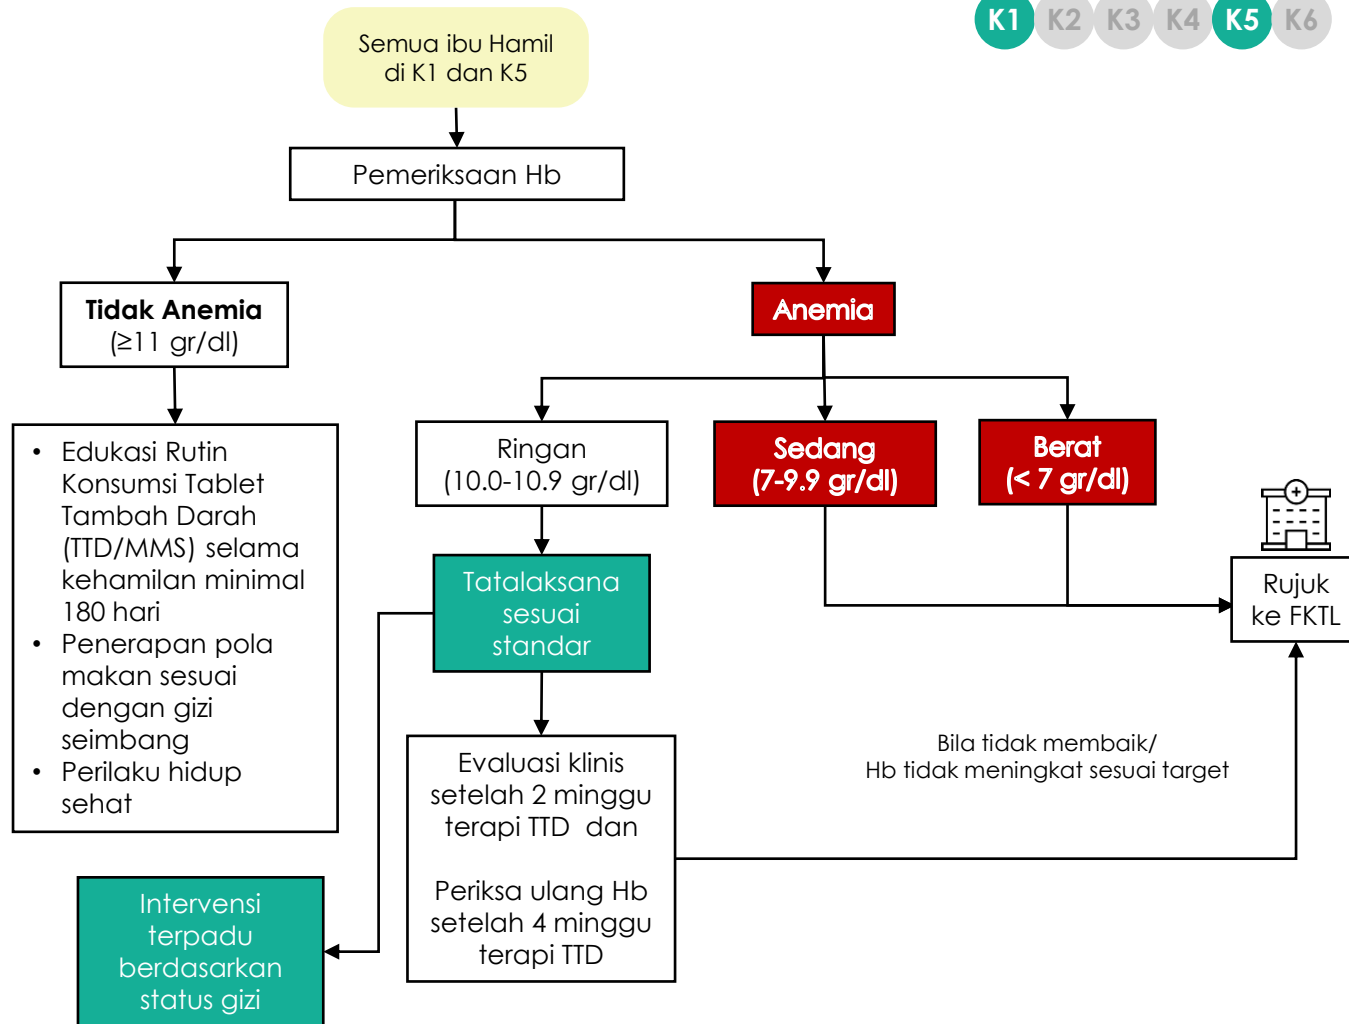 K1 K2 K3 K4 K5 K6
Semua ibu Hamil
di K1 dan K5
Pemeriksaan Hb
Tidak Anemia
(≥11 gr/dl)
Anemia
• Edukasi Rutin
Konsumsi Tablet
Tambah Darah
(TTD/MMS) selama
kehamilan minimal
180 hari
• Penerapan pola
makan sesuai
dengan gizi
seimbang
• Perilaku hidup
sehat
Ringan
(10.0-10.9 gr/dl)
Sedang
(7-9.9 gr/dl)
Berat
(< 7 gr/dl)
Rujuk
ke FKTL
Tatalaksana
sesuai
standar
Evaluasi klinis
setelah 2 minggu
terapi TTD dan
Periksa ulang Hb
setelah 4 minggu
terapi TTD
Bila tidak membaik/
Hb tidak meningkat sesuai target
Intervensi
terpadu
berdasarkan
status gizi